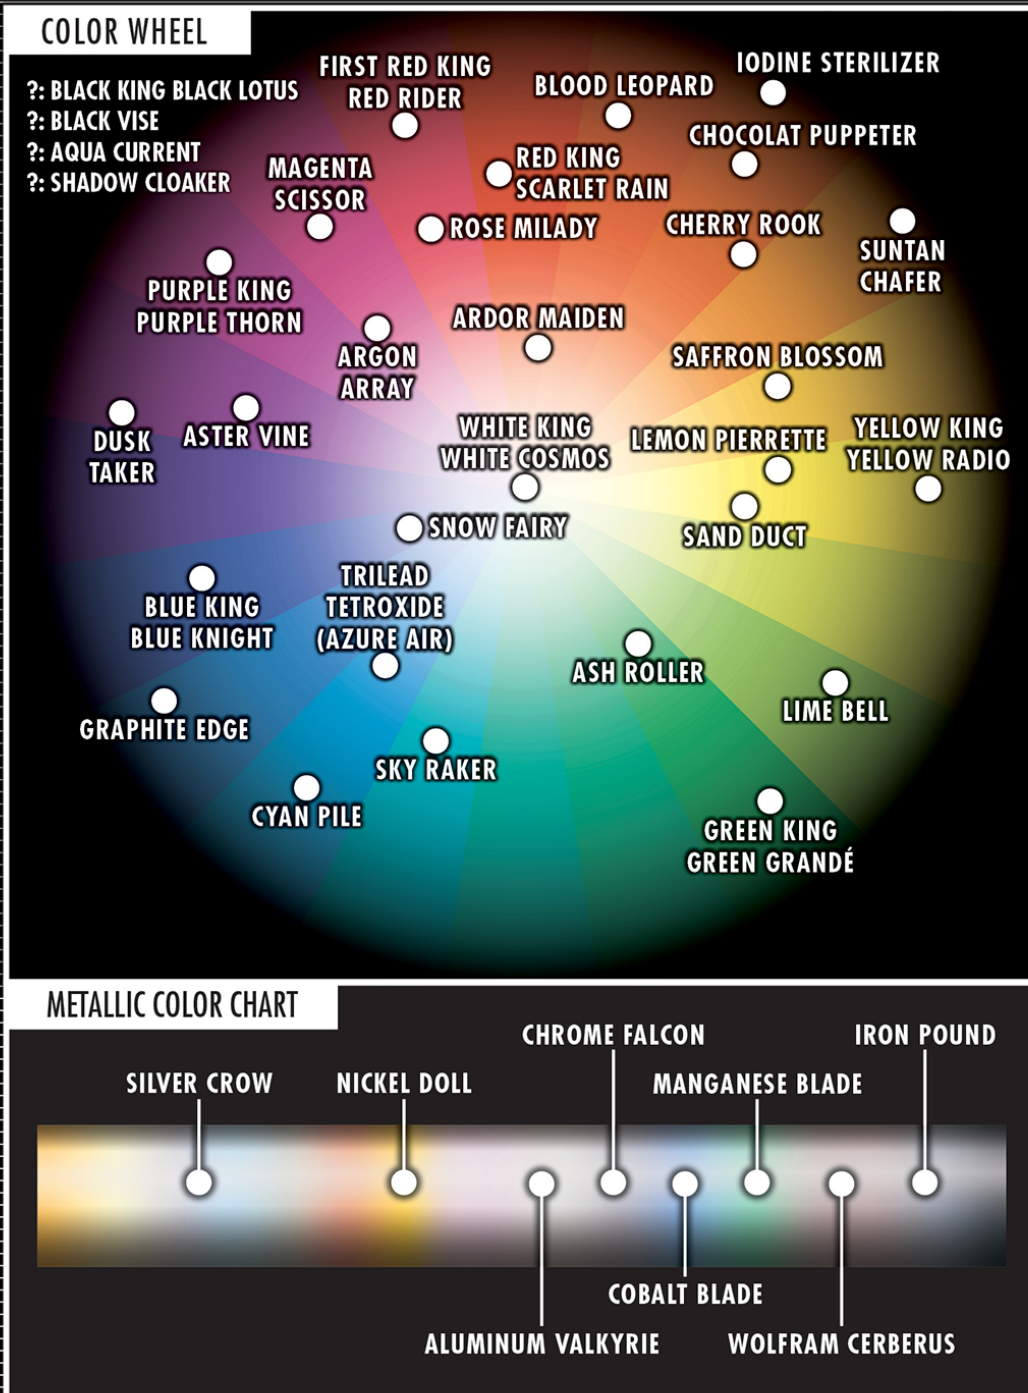 COLOR WHEEL
?: BLACK KING BLACK LOTUS
?: BLACK VISE
?: AQUA CURRENT
?: SHADOW CLOAKER
FIRST RED KING
RED RIDER
BLOOD LEOPARD
IODINE STERILIZER
CHOCOLAT PUPPETER
MAGENTA
SCISSOR
RED KING
SCARLET RAIN
ROSE MILADY
CHERRY ROOK
SUNTAN
CHAFER
PURPLE KING
PURPLE THORN
ARGON
ARRAY
ARDOR MAIDEN
SAFFRON BLOSSOM
DUSK
TAKER
ASTER VINE
WHITE KING
WHITE COSMOS
LEMON PIERRETTE
YELLOW KING
YELLOW RADIO
SNOW FAIRY
SAND DUCT
BLUE KING
BLUE KNIGHT
TRILEAD
TETROXIDE
(AZURE AIR)
ASH ROLLER
LIME BELL
GRAPHITE EDGE
SKY RAKER
CYAN PILE
GREEN KING
GREEN GRANDÉ
METALLIC COLOR CHART
CHROME FALCON
IRON POUND
SILVER CROW
NICKEL DOLL
MANGANESE BLADE
COBALT BLADE
ALUMINUM VALKYRIE
WOLFRAM CERBERUS